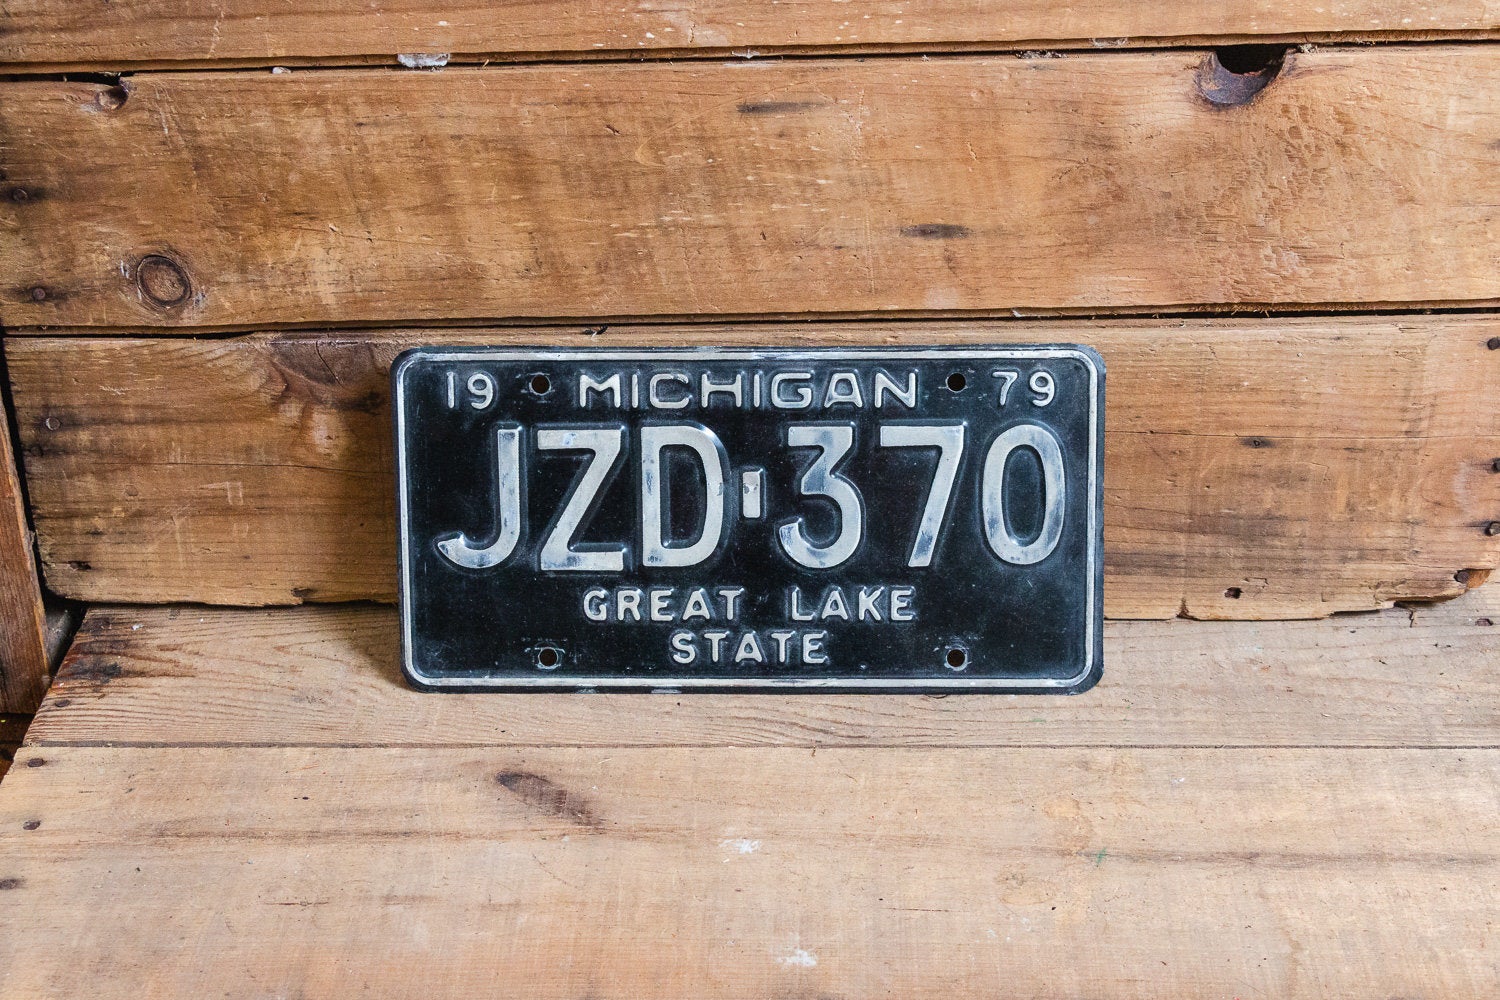 19 MICHIGAN 79
JZD-370
GREAT LAKE
STATE